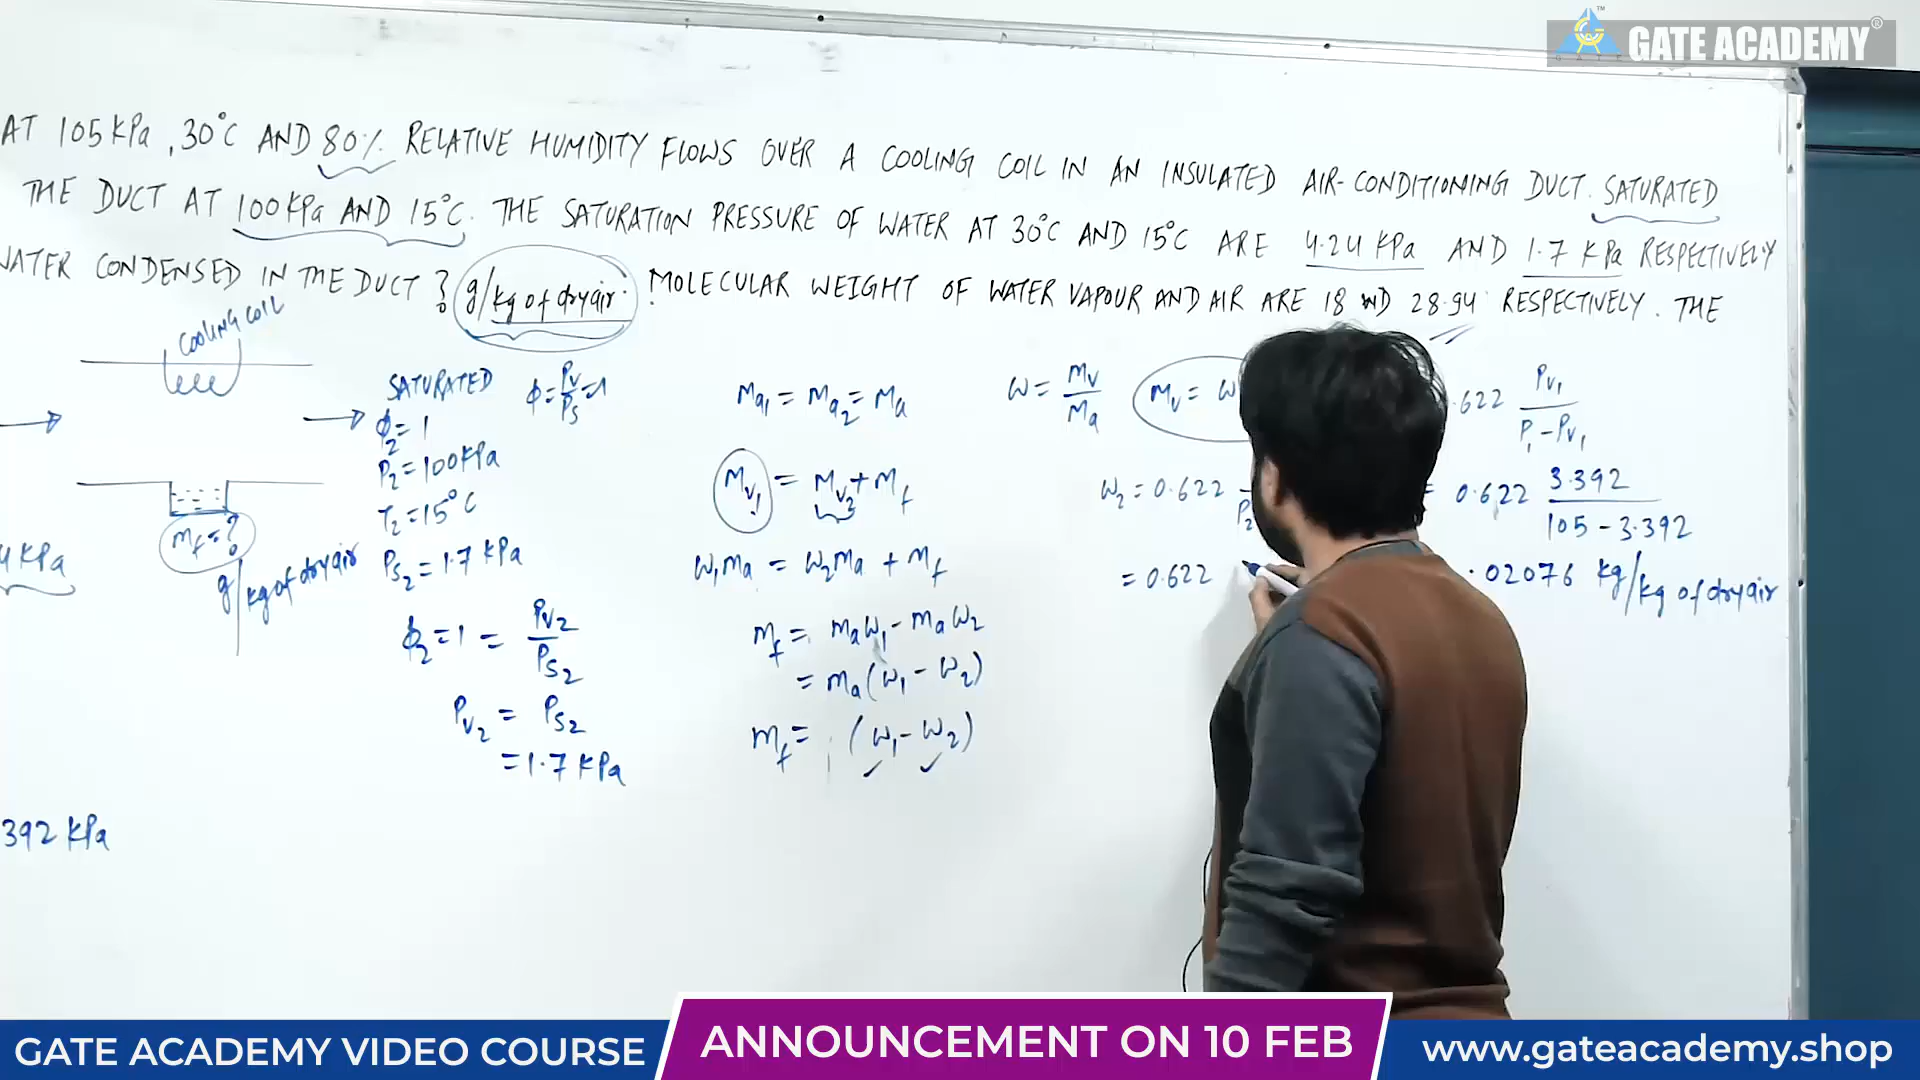 GATE ACADEMY
AT 105 KPa, 30°C AND 80% RELATIVE HUMIDITY FLOWS OVER A COOLING COIL IN AN INSULATED AIR-CONDITIONING DUCT. SATURATED
THE DUCT AT 100KPa AND 15°C. THE SATURATION PRESSURE OF WATER AT 30°C AND 15°C ARE 4.24 KPa AND 1.7 KPa RESPECTIVELY
WATER CONDENSED IN THE DUCT ? g/kg of dry air. MOLECULAR WEIGHT OF WATER VAPOUR AND AIR ARE 18 AND 28.94 RESPECTIVELY. THE
COOLING COIL
m_f = ?
g/kg of dry air
4 KPa
392 KPa
SATURATED ϕ = Pv/Ps = 1
ϕ2 = 1
P2 = 100KPa
T2 = 15°C
Ps2 = 1.7 KPa
ϕ2 = 1 = Pv2/Ps2
Pv2 = Ps2
= 1.7 KPa
ma1 = ma2 = ma
mv1 = mv2 + mf
ω1ma = ω2ma + mf
mf = maω1 - maω2
= ma(ω1 - ω2)
mf = (ω1 - ω2)
ω = mv/ma
mv = ω
ω2 = 0.622
P2
= 0.622
.622 Pv1/P1 - Pv1
= 0.622 3.392/105 - 3.392
.02076 kg/kg of dry air
GATE ACADEMY VIDEO COURSE
ANNOUNCEMENT ON 10 FEB
www.gateacademy.shop